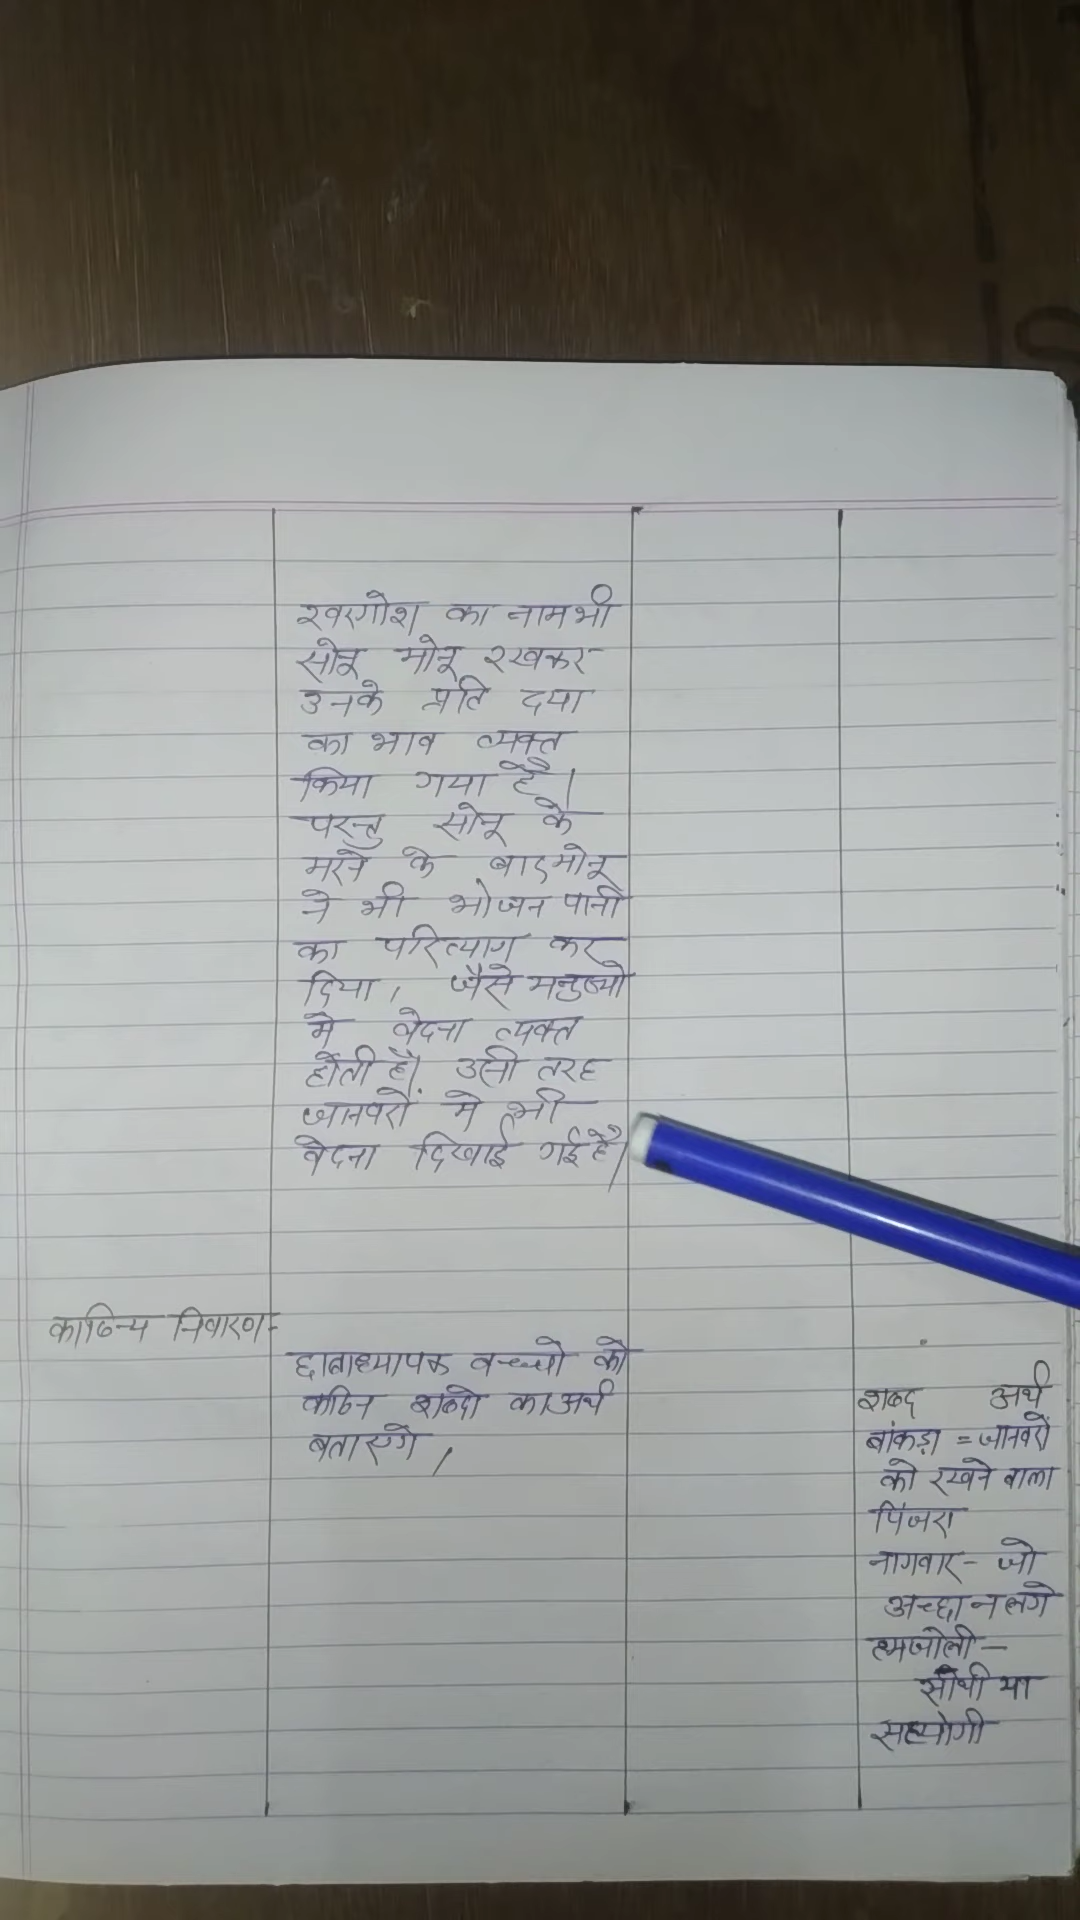 खरगोश का नाम भी
सोनू मोनू रखकर
उनके प्रति दया
का भाव व्यक्त
किया गया है।
परन्तु सोनू के
मरने के बाद मोनू
ने भी भोजन पानी
का परित्याग कर
दिया, जैसे मनुष्यो
मे वेदना व्यक्त
होती है। उसी तरह
जानवरों मे भी
वेदना दिखाई गई है।
काठिन्य निवारण-
छात्राध्यापक बच्चो को
कठिन शब्दो का अर्थ
बताएगे,
शब्द अर्थ
बांकड़ा = जानवरों
को रखने वाला
पिंजरा
नागवार - जो
अच्छा न लगे
हमजोली -
साथी या
सहयोगी